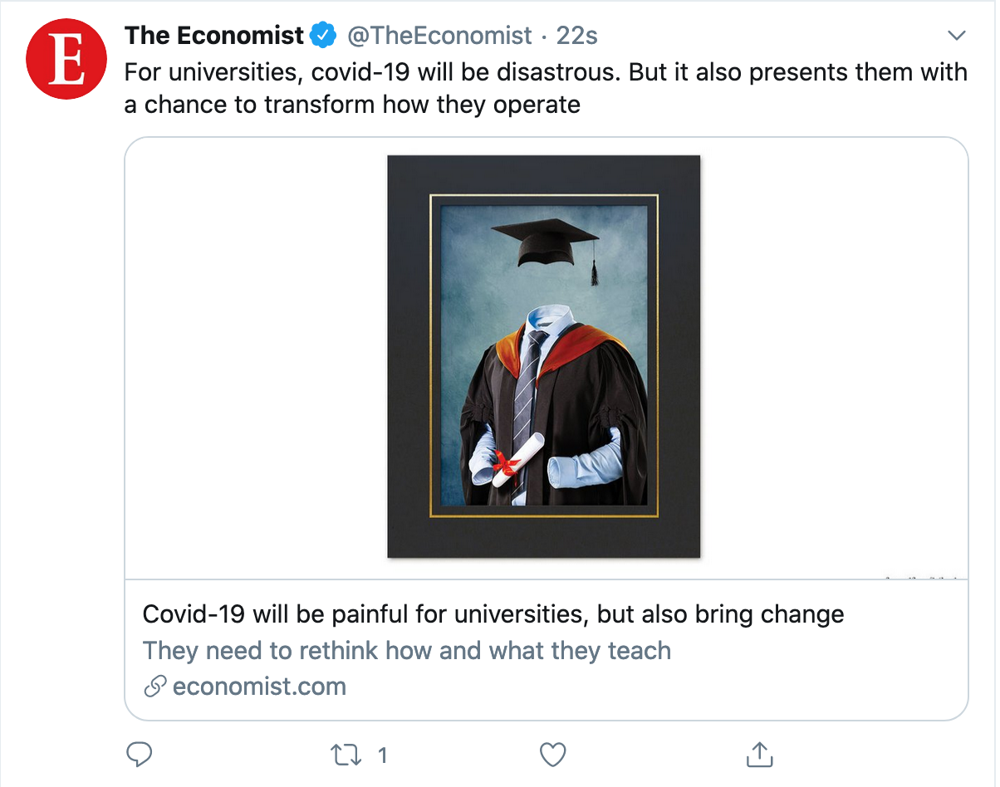 E
The Economist @TheEconomist · 22s
For universities, covid-19 will be disastrous. But it also presents them with
a chance to transform how they operate
Covid-19 will be painful for universities, but also bring change
They need to rethink how and what they teach
economist.com
1